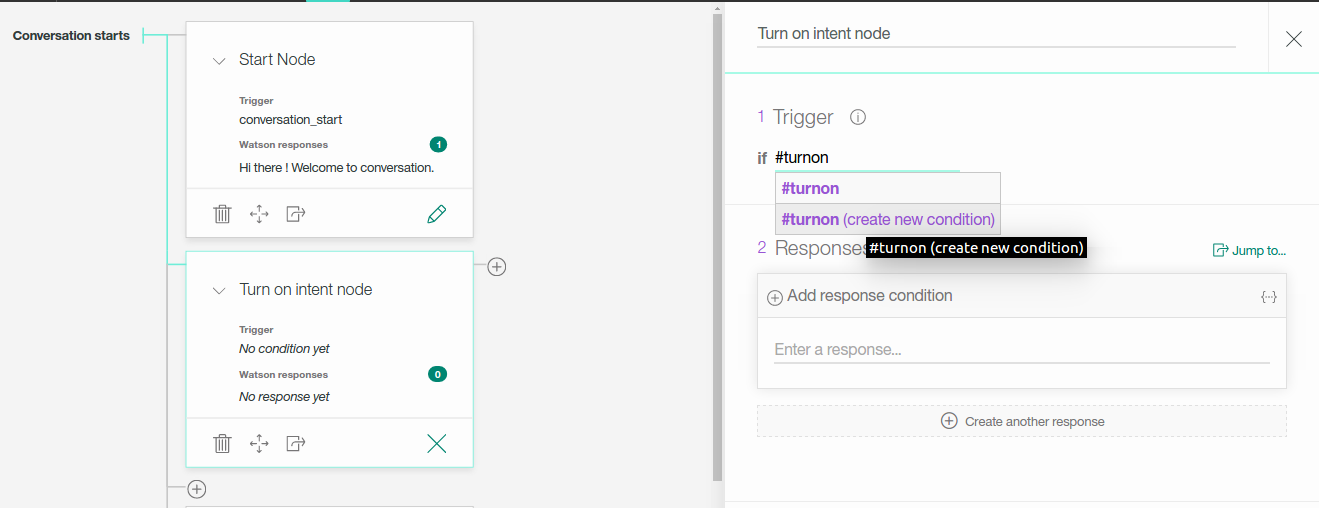 Conversation starts
Start Node
Trigger
conversation_start
Watson responses
1
Hi there ! Welcome to conversation.
Turn on intent node
Trigger
No condition yet
Watson responses
0
No response yet
Turn on intent node
1 Trigger
if #turnon
#turnon
#turnon (create new condition)
#turnon (create new condition)
2 Responses
Jump to...
Add response condition
{...}
Enter a response...
Create another response